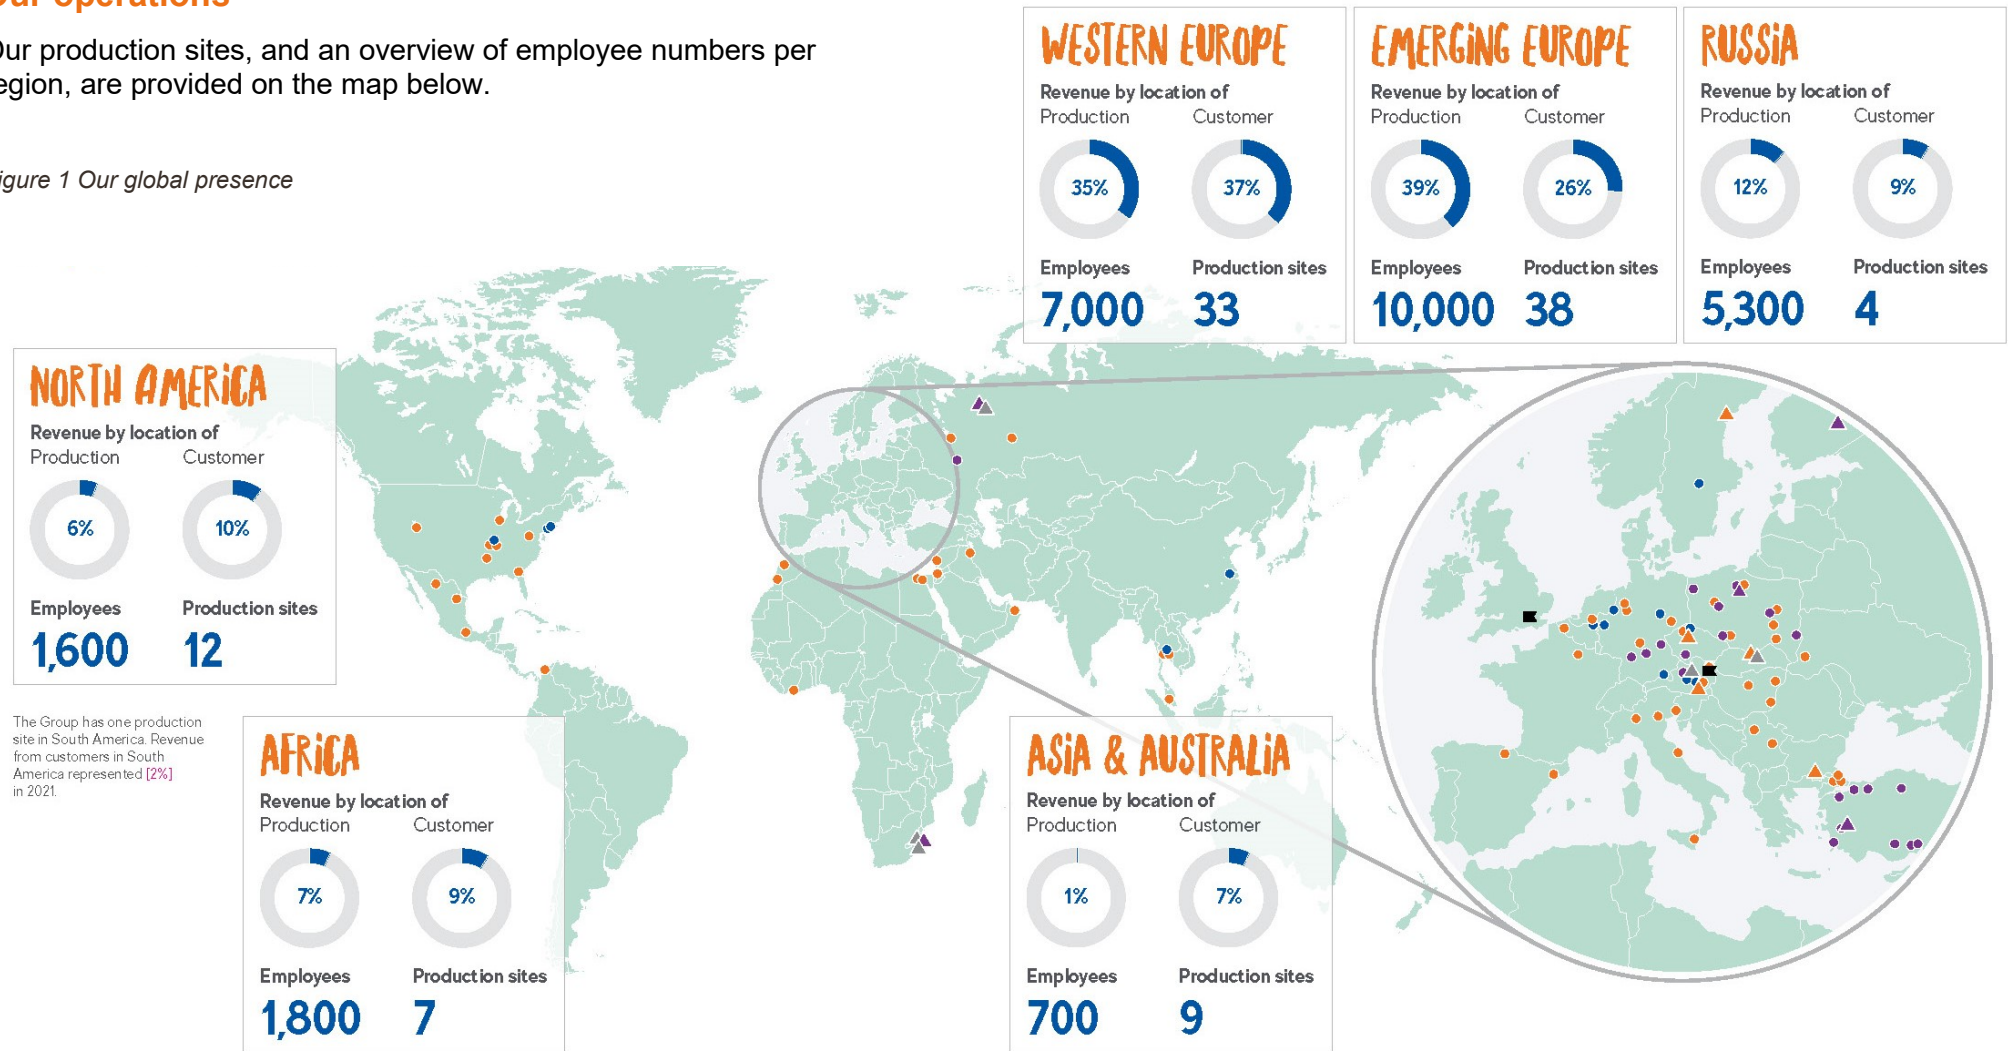 Our operations
Our production sites, and an overview of employee numbers per
region, are provided on the map below.
Figure 1 Our global presence
WESTERN EUROPE
Revenue by location of
Production Customer
35% 37%
Employees Production sites
7,000 33
EMERGiNG EUROPE
Revenue by location of
Production Customer
39% 26%
Employees Production sites
10,000 38
RUSSiA
Revenue by location of
Production Customer
12% 9%
Employees Production sites
5,300 4
NORTH AMERiCA
Revenue by location of
Production Customer
6% 10%
Employees Production sites
1,600 12
The Group has one production
site in South America. Revenue
from customers in South
America represented [2%]
in 2021.
AFRiCA
Revenue by location of
Production Customer
7% 9%
Employees Production sites
1,800 7
ASiA & AUSTRALiA
Revenue by location of
Production Customer
1% 7%
Employees Production sites
700 9